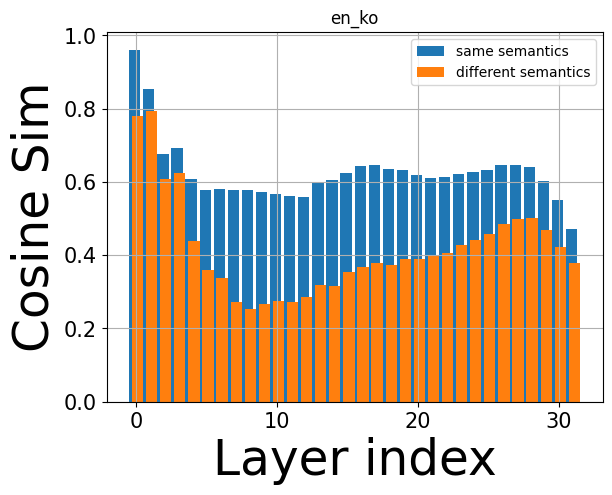 en_ko
same semantics
different semantics
Cosine Sim
1.0
0.8
0.6
0.4
0.2
0.0
0 10 20 30
Layer index